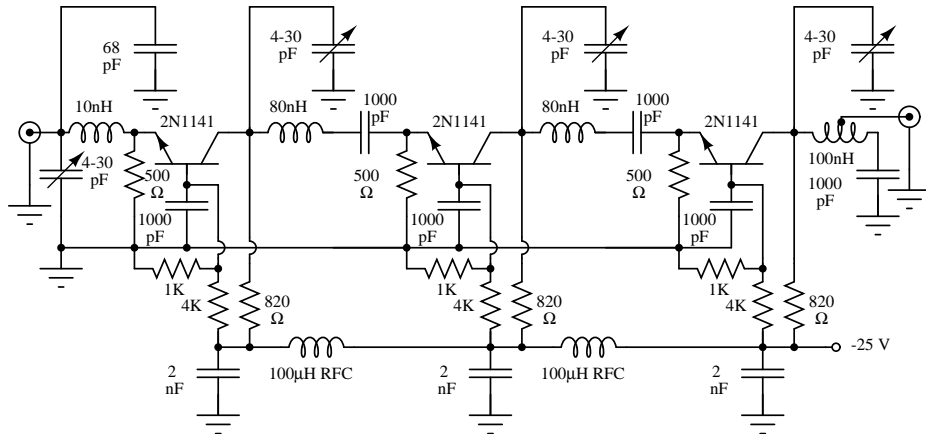 68
pF
4-30
pF
4-30
pF
4-30
pF
10nH
2N1141
80nH
1000
pF
2N1141
80nH
1000
pF
2N1141
100nH
4-30
pF
500
Ω
1000
pF
500
Ω
1000
pF
500
Ω
1000
pF
1000
pF
1K
4K
820
Ω
1K
4K
820
Ω
1K
4K
820
Ω
100μH RFC
100μH RFC
-25 V
2
nF
2
nF
2
nF